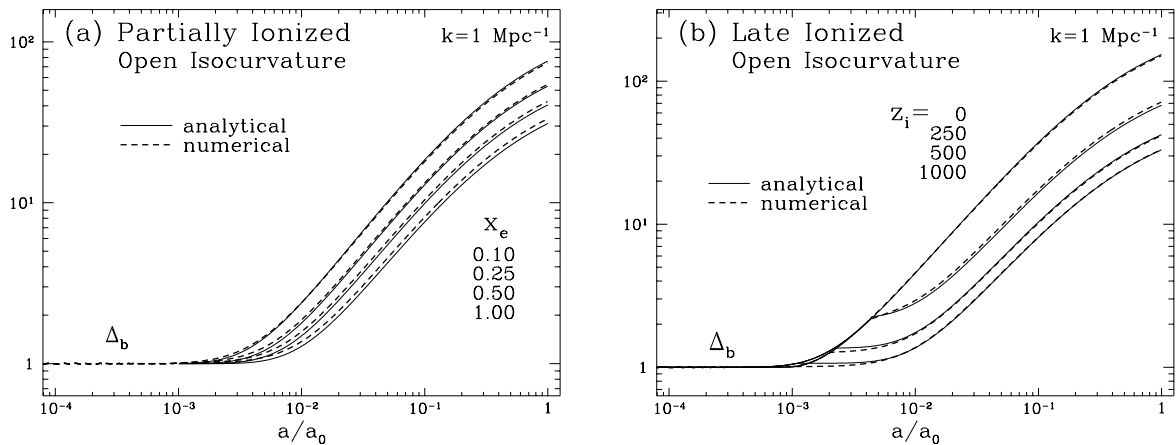 (a) Partially Ionized
Open Isocurvature
k=1 Mpc⁻¹
analytical
numerical
xₑ
0.10
0.25
0.50
1.00
Δ_b
10²
10¹
1
10⁻⁴
10⁻³
10⁻²
10⁻¹
1
a/a₀
(b) Late Ionized
Open Isocurvature
k=1 Mpc⁻¹
zᵢ= 0
250
500
1000
analytical
numerical
Δ_b
10²
10¹
1
10⁻⁴
10⁻³
10⁻²
10⁻¹
1
a/a₀